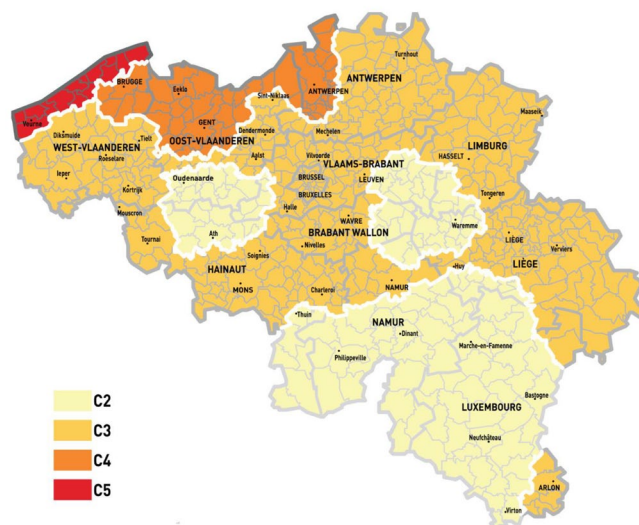 Turnhout
ANTWERPEN
BRUGGE
Eeklo
Sint-Niklaas
ANTWERPEN
Maaseik
Veurne
GENT
Diksmuide
Tielt
OOST-VLAANDEREN
Dendermonde
Mechelen
WEST-VLAANDEREN
Roeselare
Aalst
Vilvoorde
VLAAMS-BRABANT
HASSELT
LIMBURG
Ieper
Kortrijk
Oudenaarde
BRUSSEL
LEUVEN
BRUXELLES
Tongeren
Mouscron
Halle
WAVRE
Waremme
Ath
BRABANT WALLON
LIÈGE
Tournai
Nivelles
Verviers
Soignies
LIÈGE
HAINAUT
Huy
MONS
Charleroi
NAMUR
Thuin
NAMUR
Dinant
Marche-en-Famenne
Philippeville
Bastogne
LUXEMBOURG
Neufchâteau
ARLON
Virton
C2
C3
C4
C5